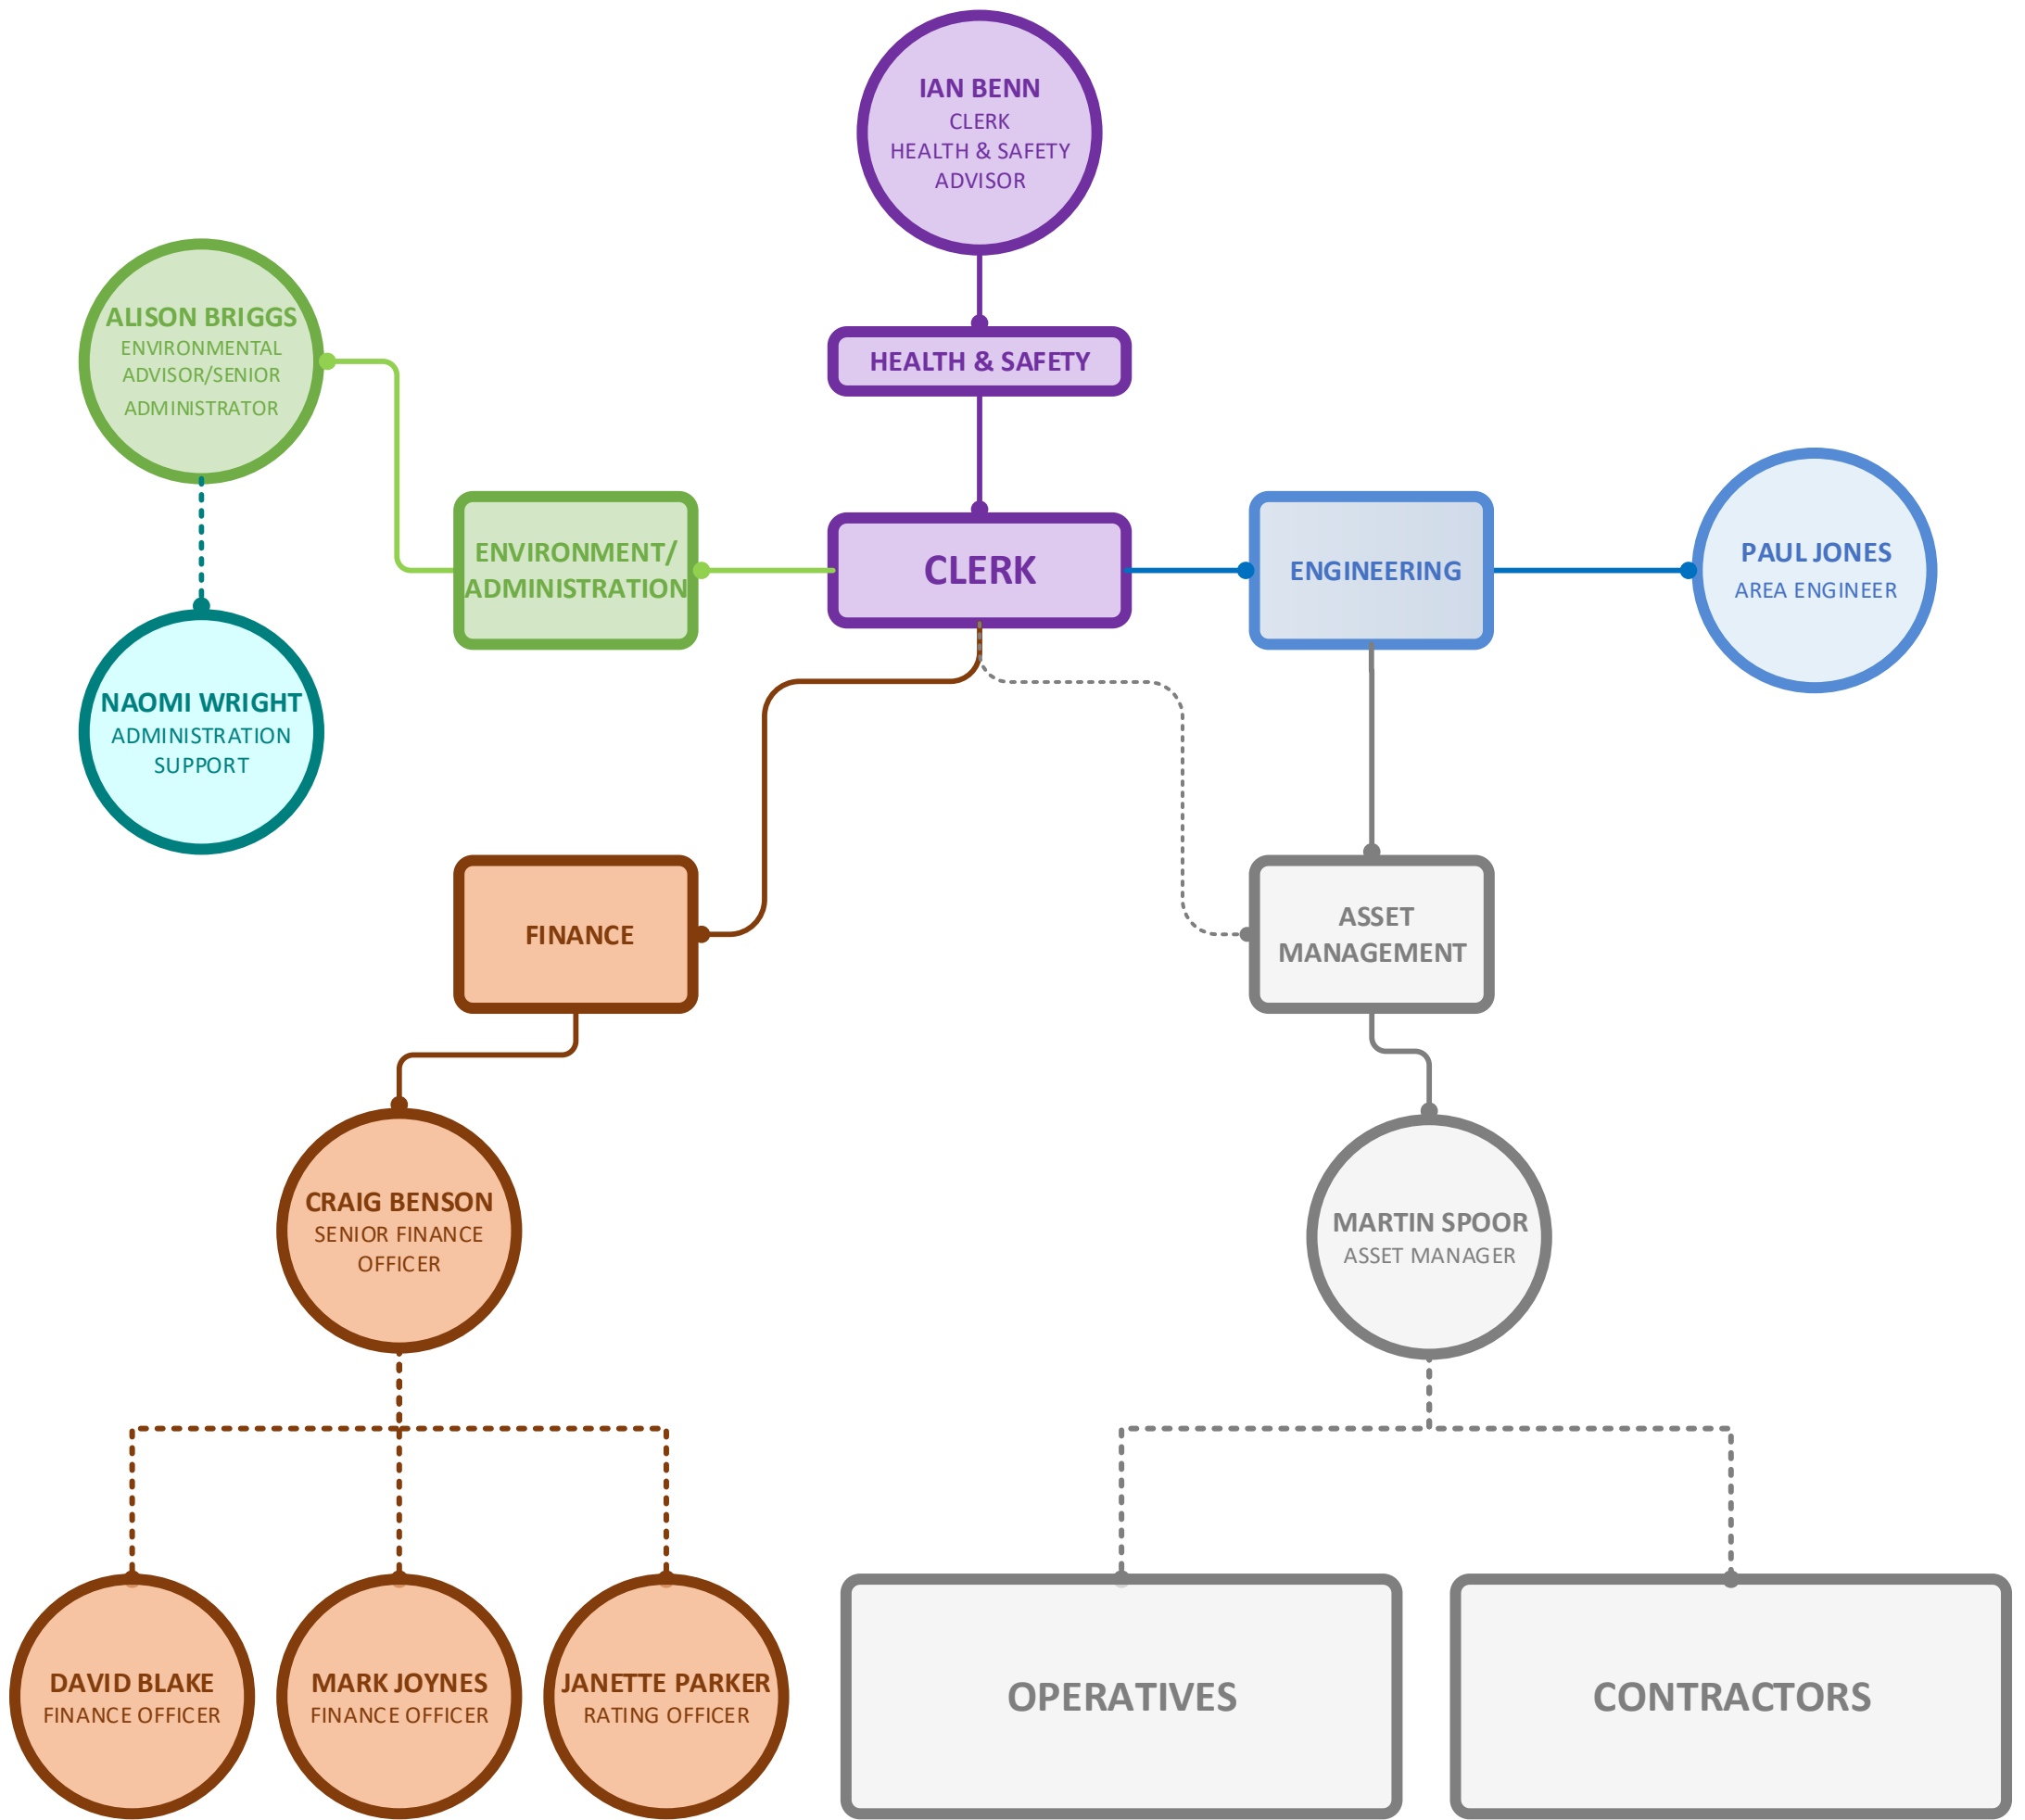 IAN BENN
CLERK
HEALTH & SAFETY
ADVISOR
HEALTH & SAFETY
ALISON BRIGGS
ENVIRONMENTAL
ADVISOR/SENIOR
ADMINISTRATOR
ENVIRONMENT/
ADMINISTRATION
CLERK
ENGINEERING
PAUL JONES
AREA ENGINEER
NAOMI WRIGHT
ADMINISTRATION
SUPPORT
FINANCE
ASSET
MANAGEMENT
CRAIG BENSON
SENIOR FINANCE
OFFICER
MARTIN SPOOR
ASSET MANAGER
DAVID BLAKE
FINANCE OFFICER
MARK JOYNES
FINANCE OFFICER
JANETTE PARKER
RATING OFFICER
OPERATIVES
CONTRACTORS